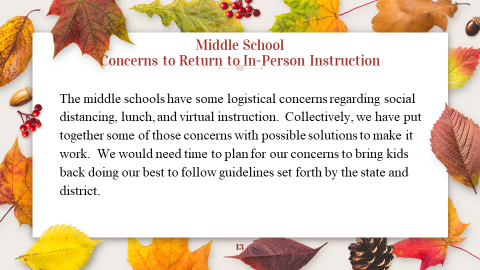 Middle School
Concerns to Return to In-Person Instruction
The middle schools have some logistical concerns regarding social
distancing, lunch, and virtual instruction.  Collectively, we have put
together some of those concerns with possible solutions to make it
work.  We would need time to plan for our concerns to bring kids
back doing our best to follow guidelines set forth by the state and
district.
13